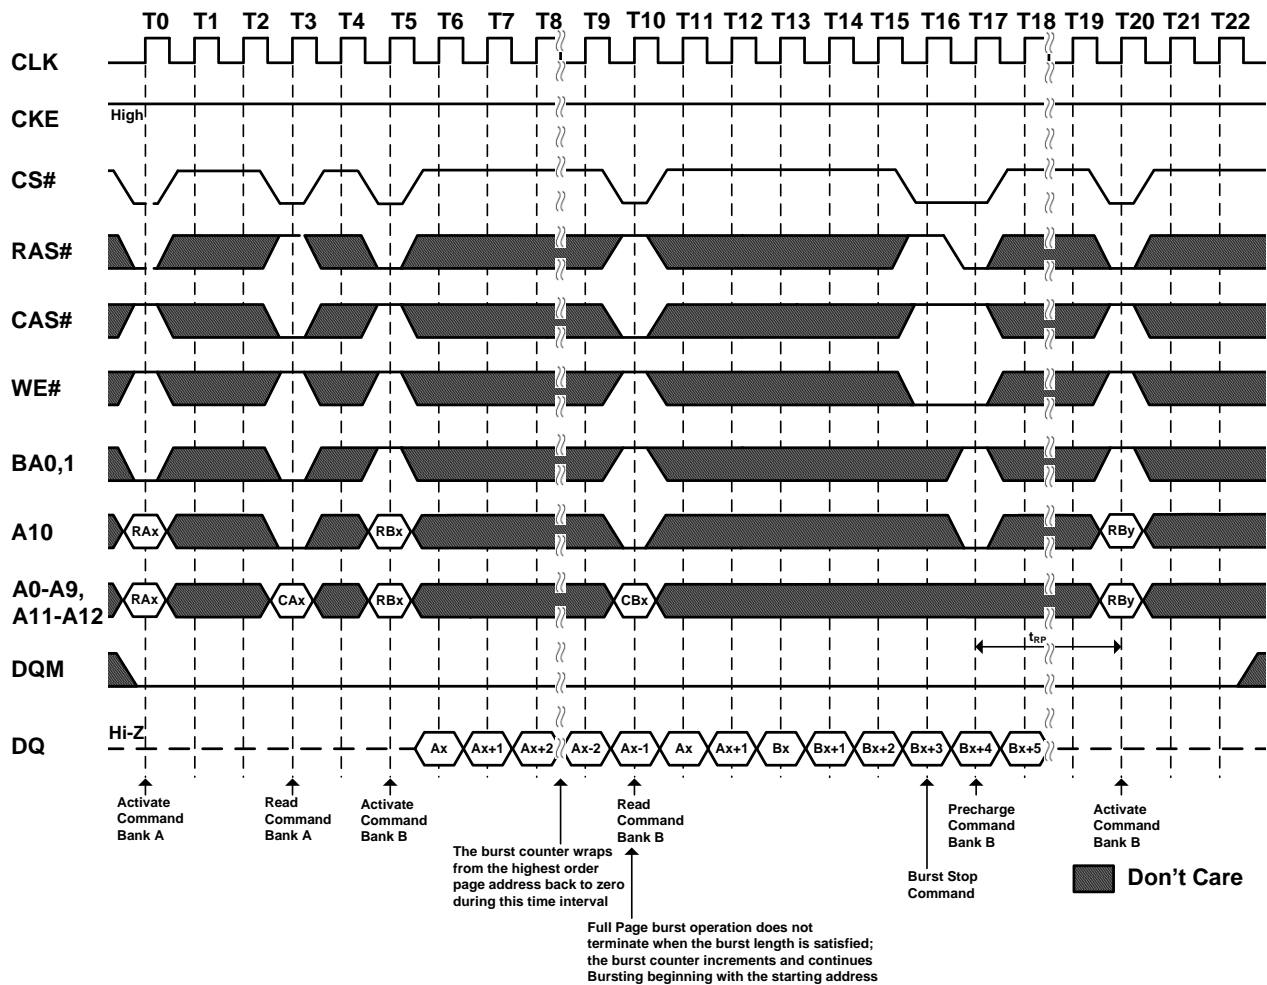 T0 T1 T2 T3 T4 T5 T6 T7 T8 T9 T10 T11 T12 T13 T14 T15 T16 T17 T18 T19 T20 T21 T22
CLK
CKE High
CS#
RAS#
CAS#
WE#
BA0,1
A10 RAx RBx RBy
A0-A9,
A11-A12 RAx CAx RBx CBx RBy
tRP
DQM
Hi-Z
DQ Ax Ax+1 Ax+2 Ax-2 Ax-1 Ax Ax+1 Bx Bx+1 Bx+2 Bx+3 Bx+4 Bx+5
Activate
Command
Bank A
Read
Command
Bank A
Activate
Command
Bank B
The burst counter wraps
from the highest order
page address back to zero
during this time interval
Read
Command
Bank B
Full Page burst operation does not
terminate when the burst length is satisfied;
the burst counter increments and continues
Bursting beginning with the starting address
Burst Stop
Command
Precharge
Command
Bank B
Activate
Command
Bank B
Don't Care